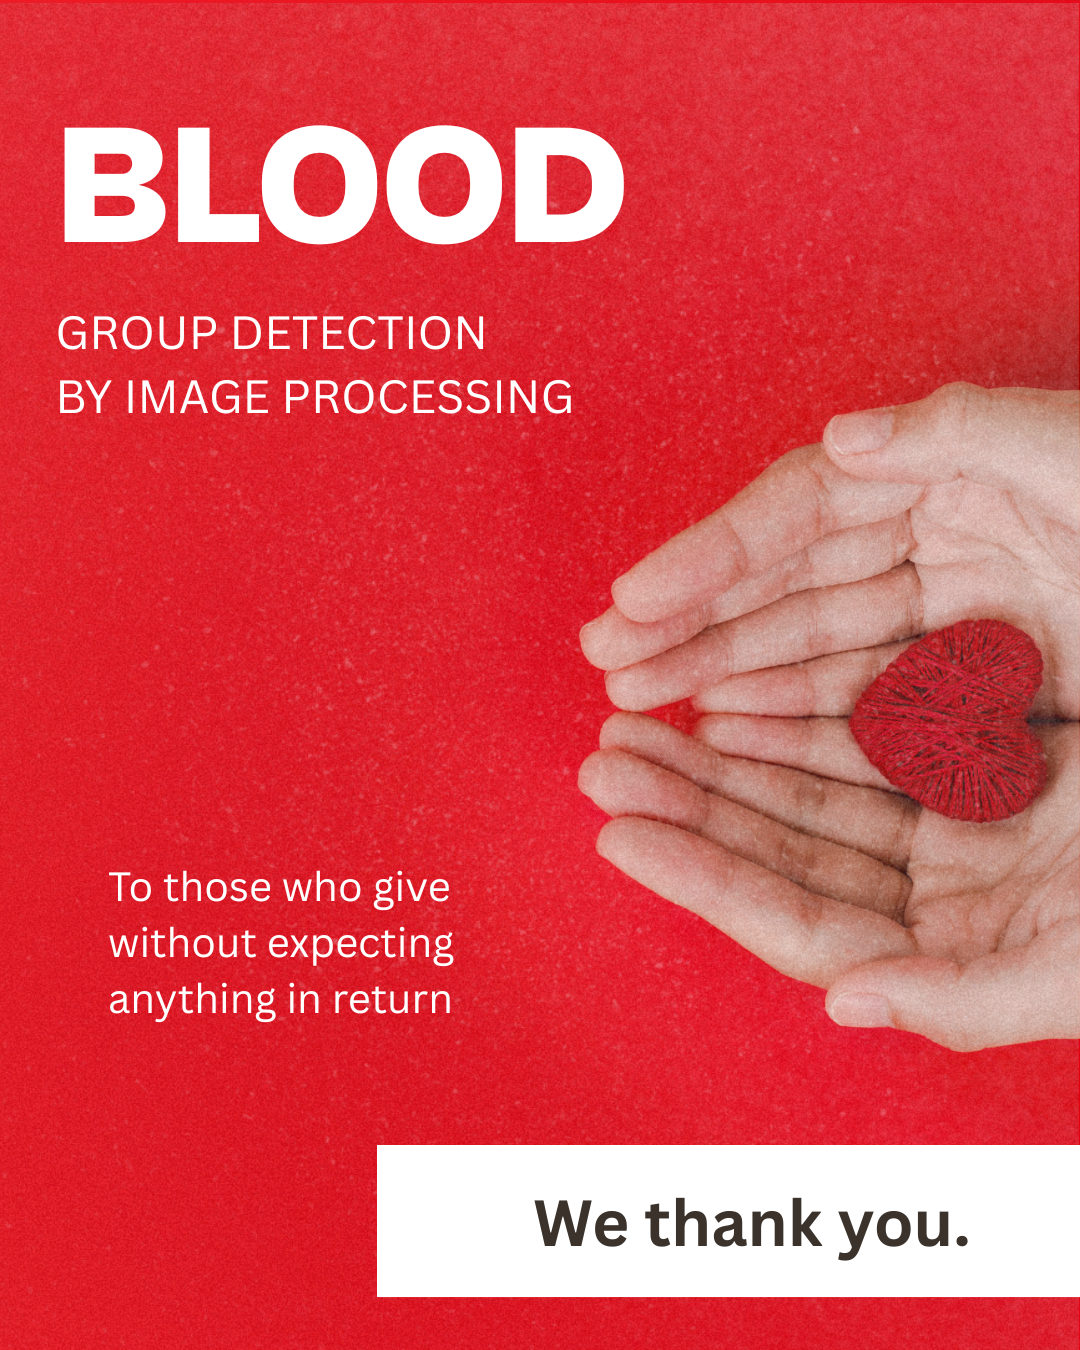 BLOOD
GROUP DETECTION
BY IMAGE PROCESSING
To those who give
without expecting
anything in return
We thank you.